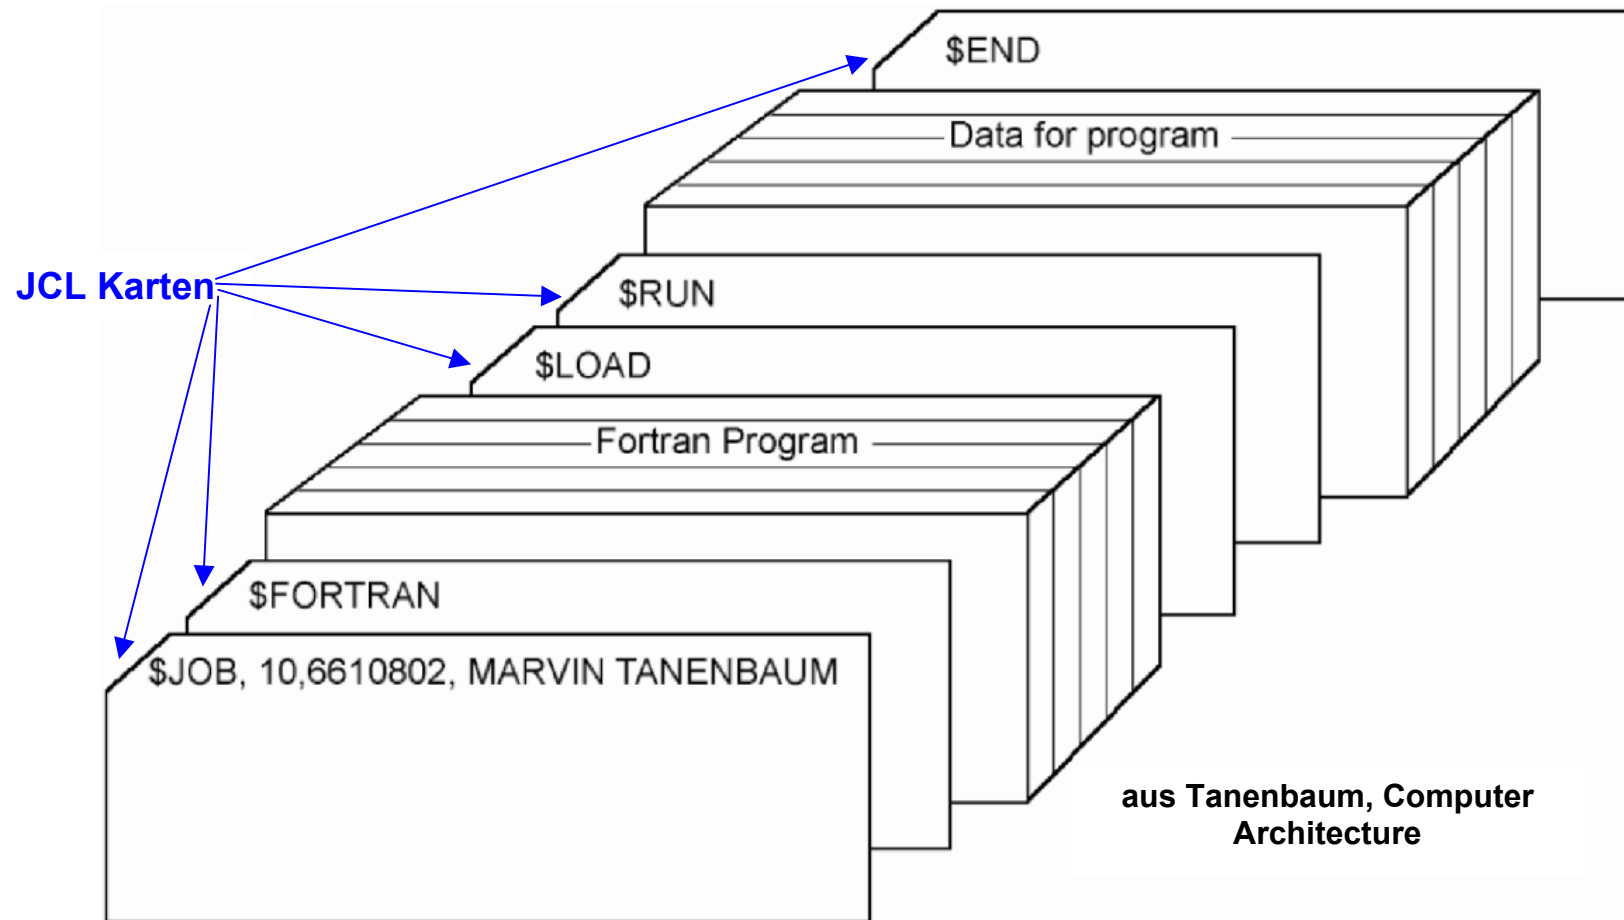 $END
Data for program
JCL Karten
$RUN
$LOAD
Fortran Program
$FORTRAN
$JOB, 10,6610802, MARVIN TANENBAUM
aus Tanenbaum, Computer
Architecture